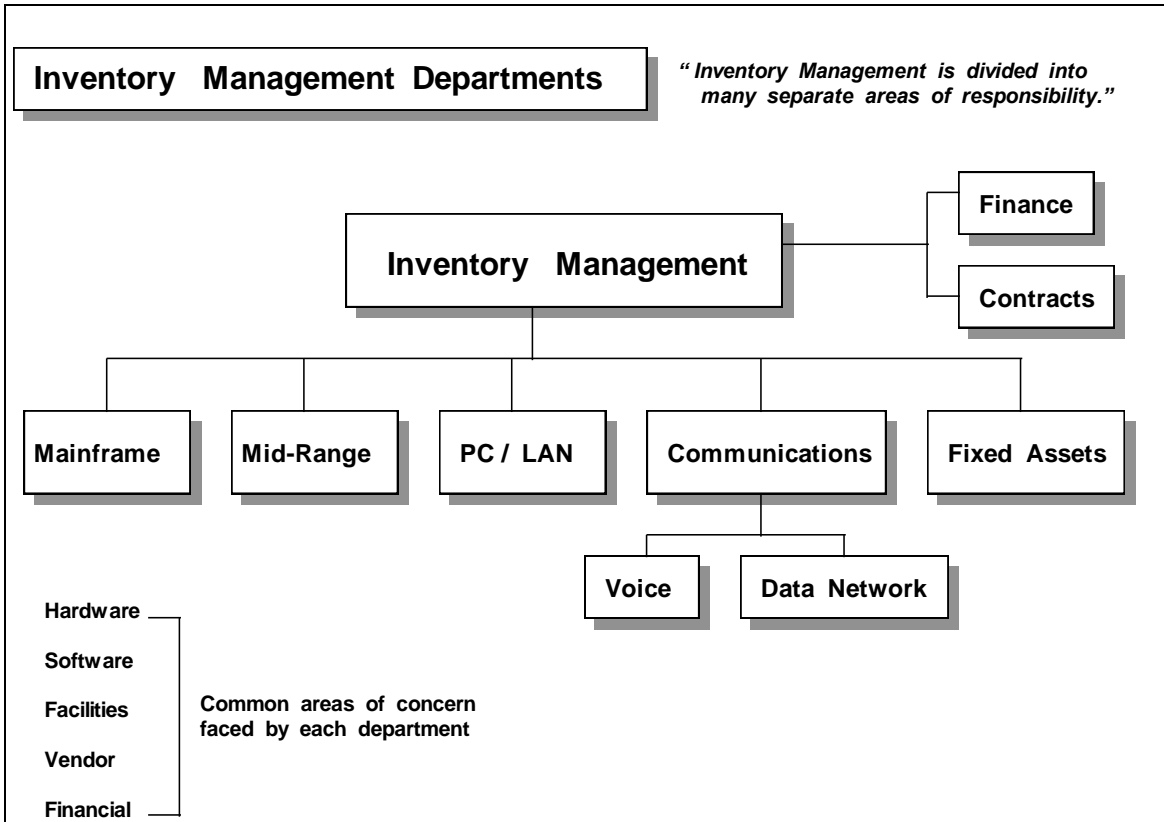 Inventory Management Departments
“ Inventory Management is divided into
many separate areas of responsibility.”
Finance
Inventory Management
Contracts
Mainframe
Mid-Range
PC / LAN
Communications
Fixed Assets
Voice
Data Network
Hardware
Software
Facilities
Vendor
Financial
Common areas of concern
faced by each department